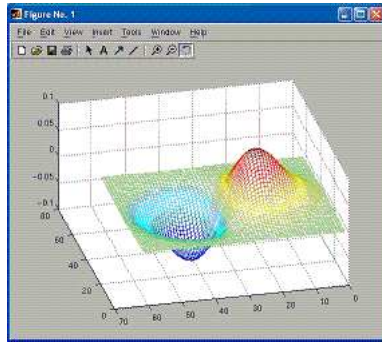 Figure No. 1
File Edit View Insert Tools Window Help
A
0.1
0.05
0
-0.05
-0.1
80
60
40
20
0
70 60 50 40 30 20 10 0